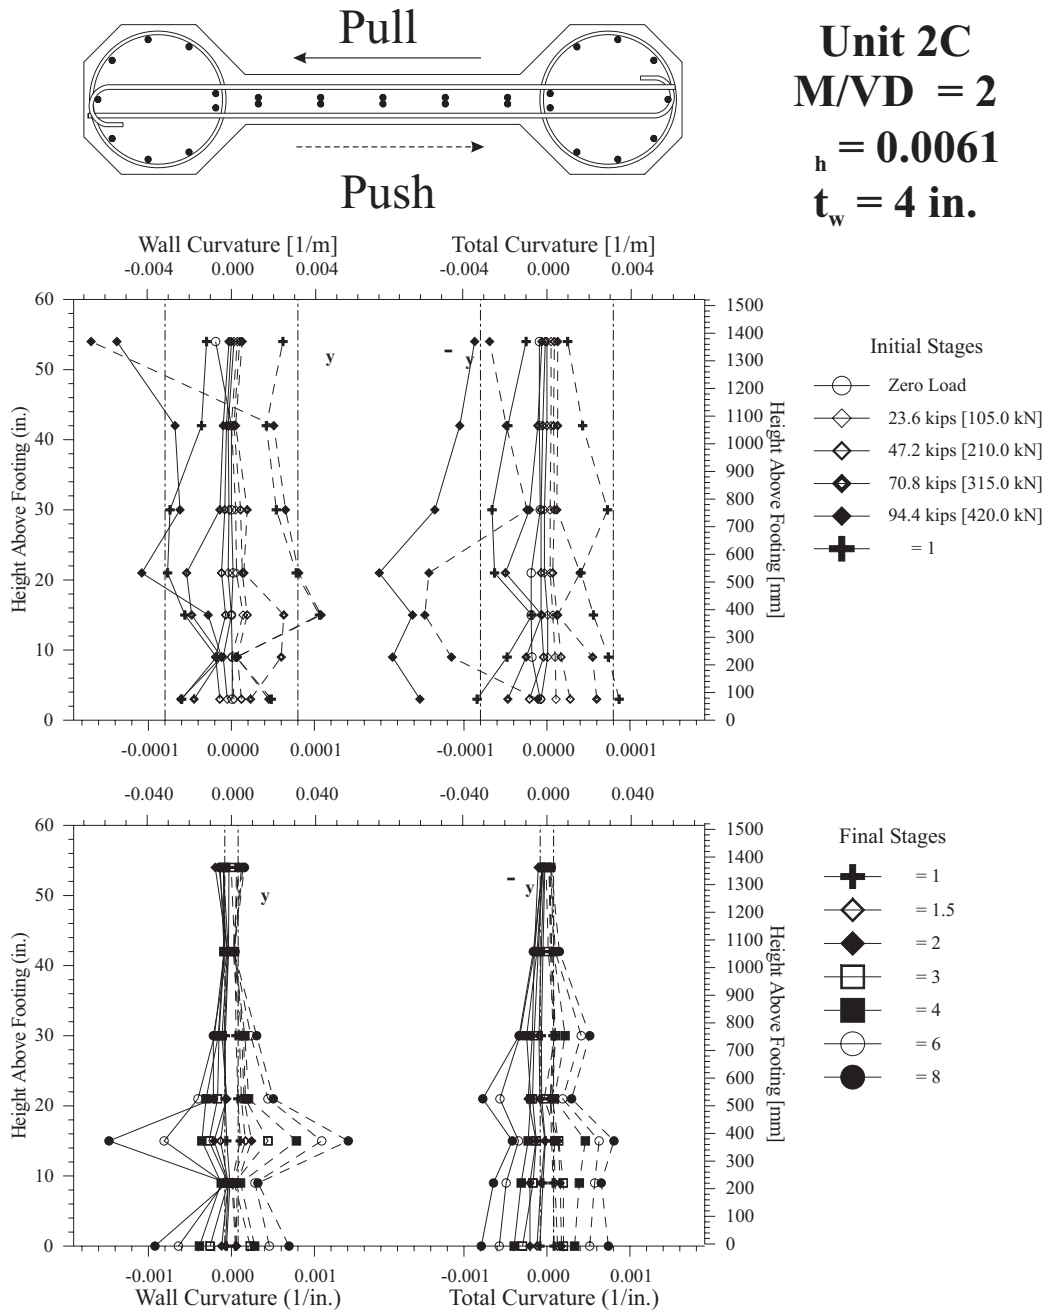 Pull
Push
Unit 2C
M/VD = 2
h = 0.0061
tw = 4 in.
Wall Curvature [1/m]
Total Curvature [1/m]
-0.004 0.000 0.004
-0.004 0.000 0.004
60
50
40
30
20
10
0
Height Above Footing (in.)
y
− y
1500
1400
1300
1200
1100
1000
900
800
700
600
500
400
300
200
100
0
Height Above Footing [mm]
-0.0001 0.0000 0.0001
-0.0001 0.0000 0.0001
Initial Stages
Zero Load
23.6 kips [105.0 kN]
47.2 kips [210.0 kN]
70.8 kips [315.0 kN]
94.4 kips [420.0 kN]
= 1
-0.040 0.000 0.040
-0.040 0.000 0.040
60
50
40
30
20
10
0
Height Above Footing (in.)
y
− y
1500
1400
1300
1200
1100
1000
900
800
700
600
500
400
300
200
100
0
Height Above Footing [mm]
-0.001 0.000 0.001
-0.001 0.000 0.001
Wall Curvature (1/in.)
Total Curvature (1/in.)
Final Stages
= 1
= 1.5
= 2
= 3
= 4
= 6
= 8